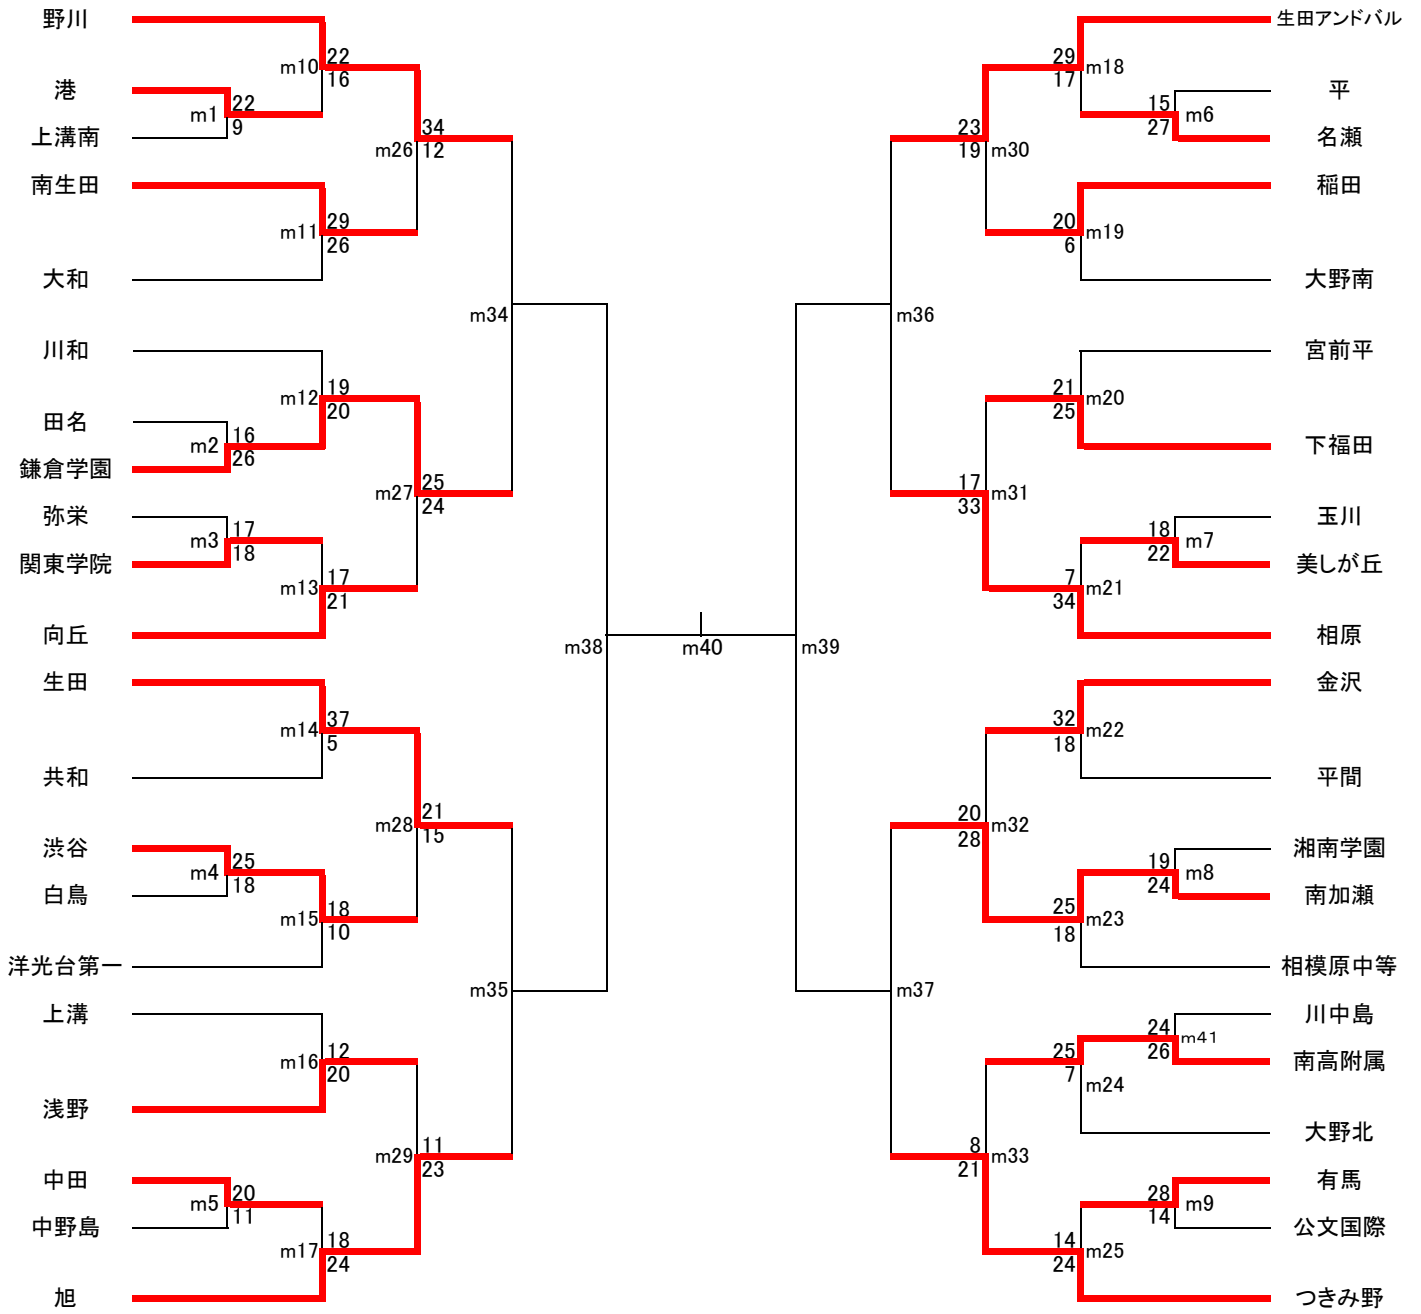 野川
m10
22
16
港
m1
22
9
上溝南
m26
34
12
南生田
m11
29
26
大和
m34
川和
m12
19
20
田名
m2
16
26
鎌倉学園
m27
25
24
弥栄
m3
17
18
関東学院
m13
17
21
向丘
m38
生田
m14
37
5
共和
m28
21
15
渋谷
m4
25
18
白鳥
m15
18
10
洋光台第一
m35
上溝
m16
12
20
浅野
m29
11
23
中田
m5
20
11
中野島
m17
18
24
旭
m40
生田アンドバル
29
17
m18
平
15
27
m6
名瀬
23
19
m30
稲田
20
6
m19
大野南
m36
宮前平
21
25
m20
下福田
17
33
m31
玉川
18
22
m7
美しが丘
7
34
m21
相原
m39
金沢
32
18
m22
平間
20
28
m32
湘南学園
19
24
m8
南加瀬
25
18
m23
相模原中等
m37
川中島
24
26
m41
南高附属
25
7
m24
大野北
8
21
m33
有馬
28
14
m9
公文国際
14
24
m25
つきみ野